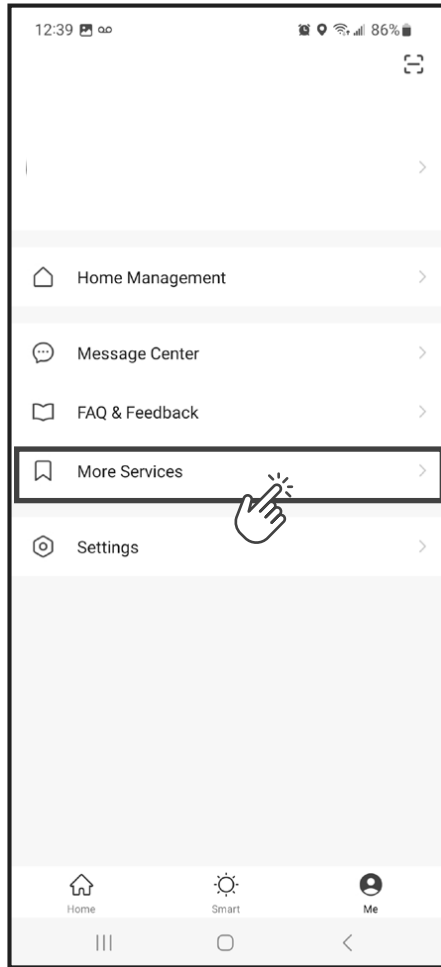 12:39
86%
Home Management
Message Center
FAQ & Feedback
More Services
Settings
Home
Smart
Me